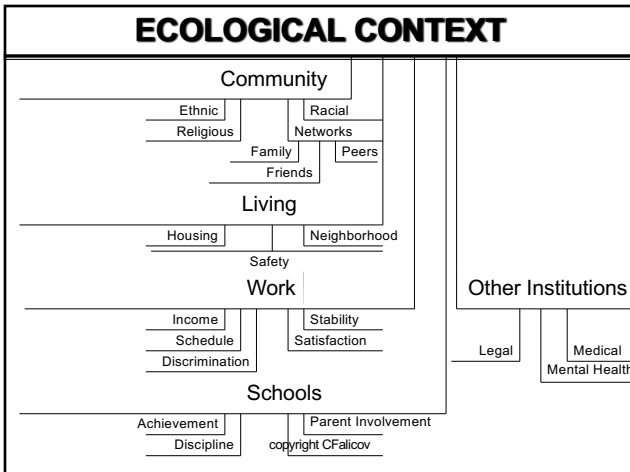 ECOLOGICAL CONTEXT
Community
Ethnic Racial
Religious Networks
Family Peers
Friends
Living
Housing Neighborhood
Safety
Work
Income Stability
Schedule Satisfaction
Discrimination
Schools
Achievement Parent Involvement
Discipline copyright CFalicov
Other Institutions
Legal Medical
Mental Health